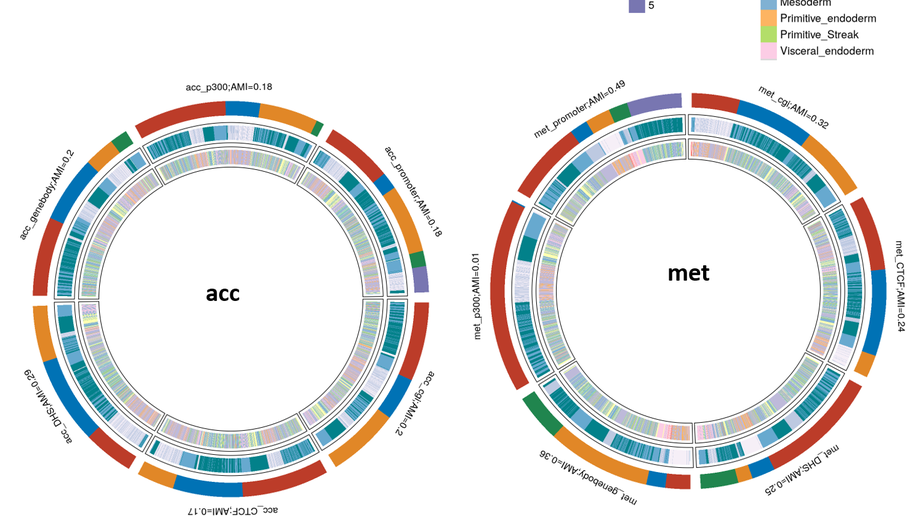 5
Mesoderm
Primitive_endoderm
Primitive_Streak
Visceral_endoderm
acc_p300;AMI=0.18
acc_promoter;AMI=0.18
acc_cgi;AMI=0.2
acc_CTCF;AMI=0.17
acc_DHS;AMI=0.29
acc_genebody;AMI=0.2
acc
met_promoter;AMI=0.49
met_cgi;AMI=0.32
met_CTCF;AMI=0.24
met_DHS;AMI=0.25
met_genebody;AMI=0.36
met_p300;AMI=0.01
met